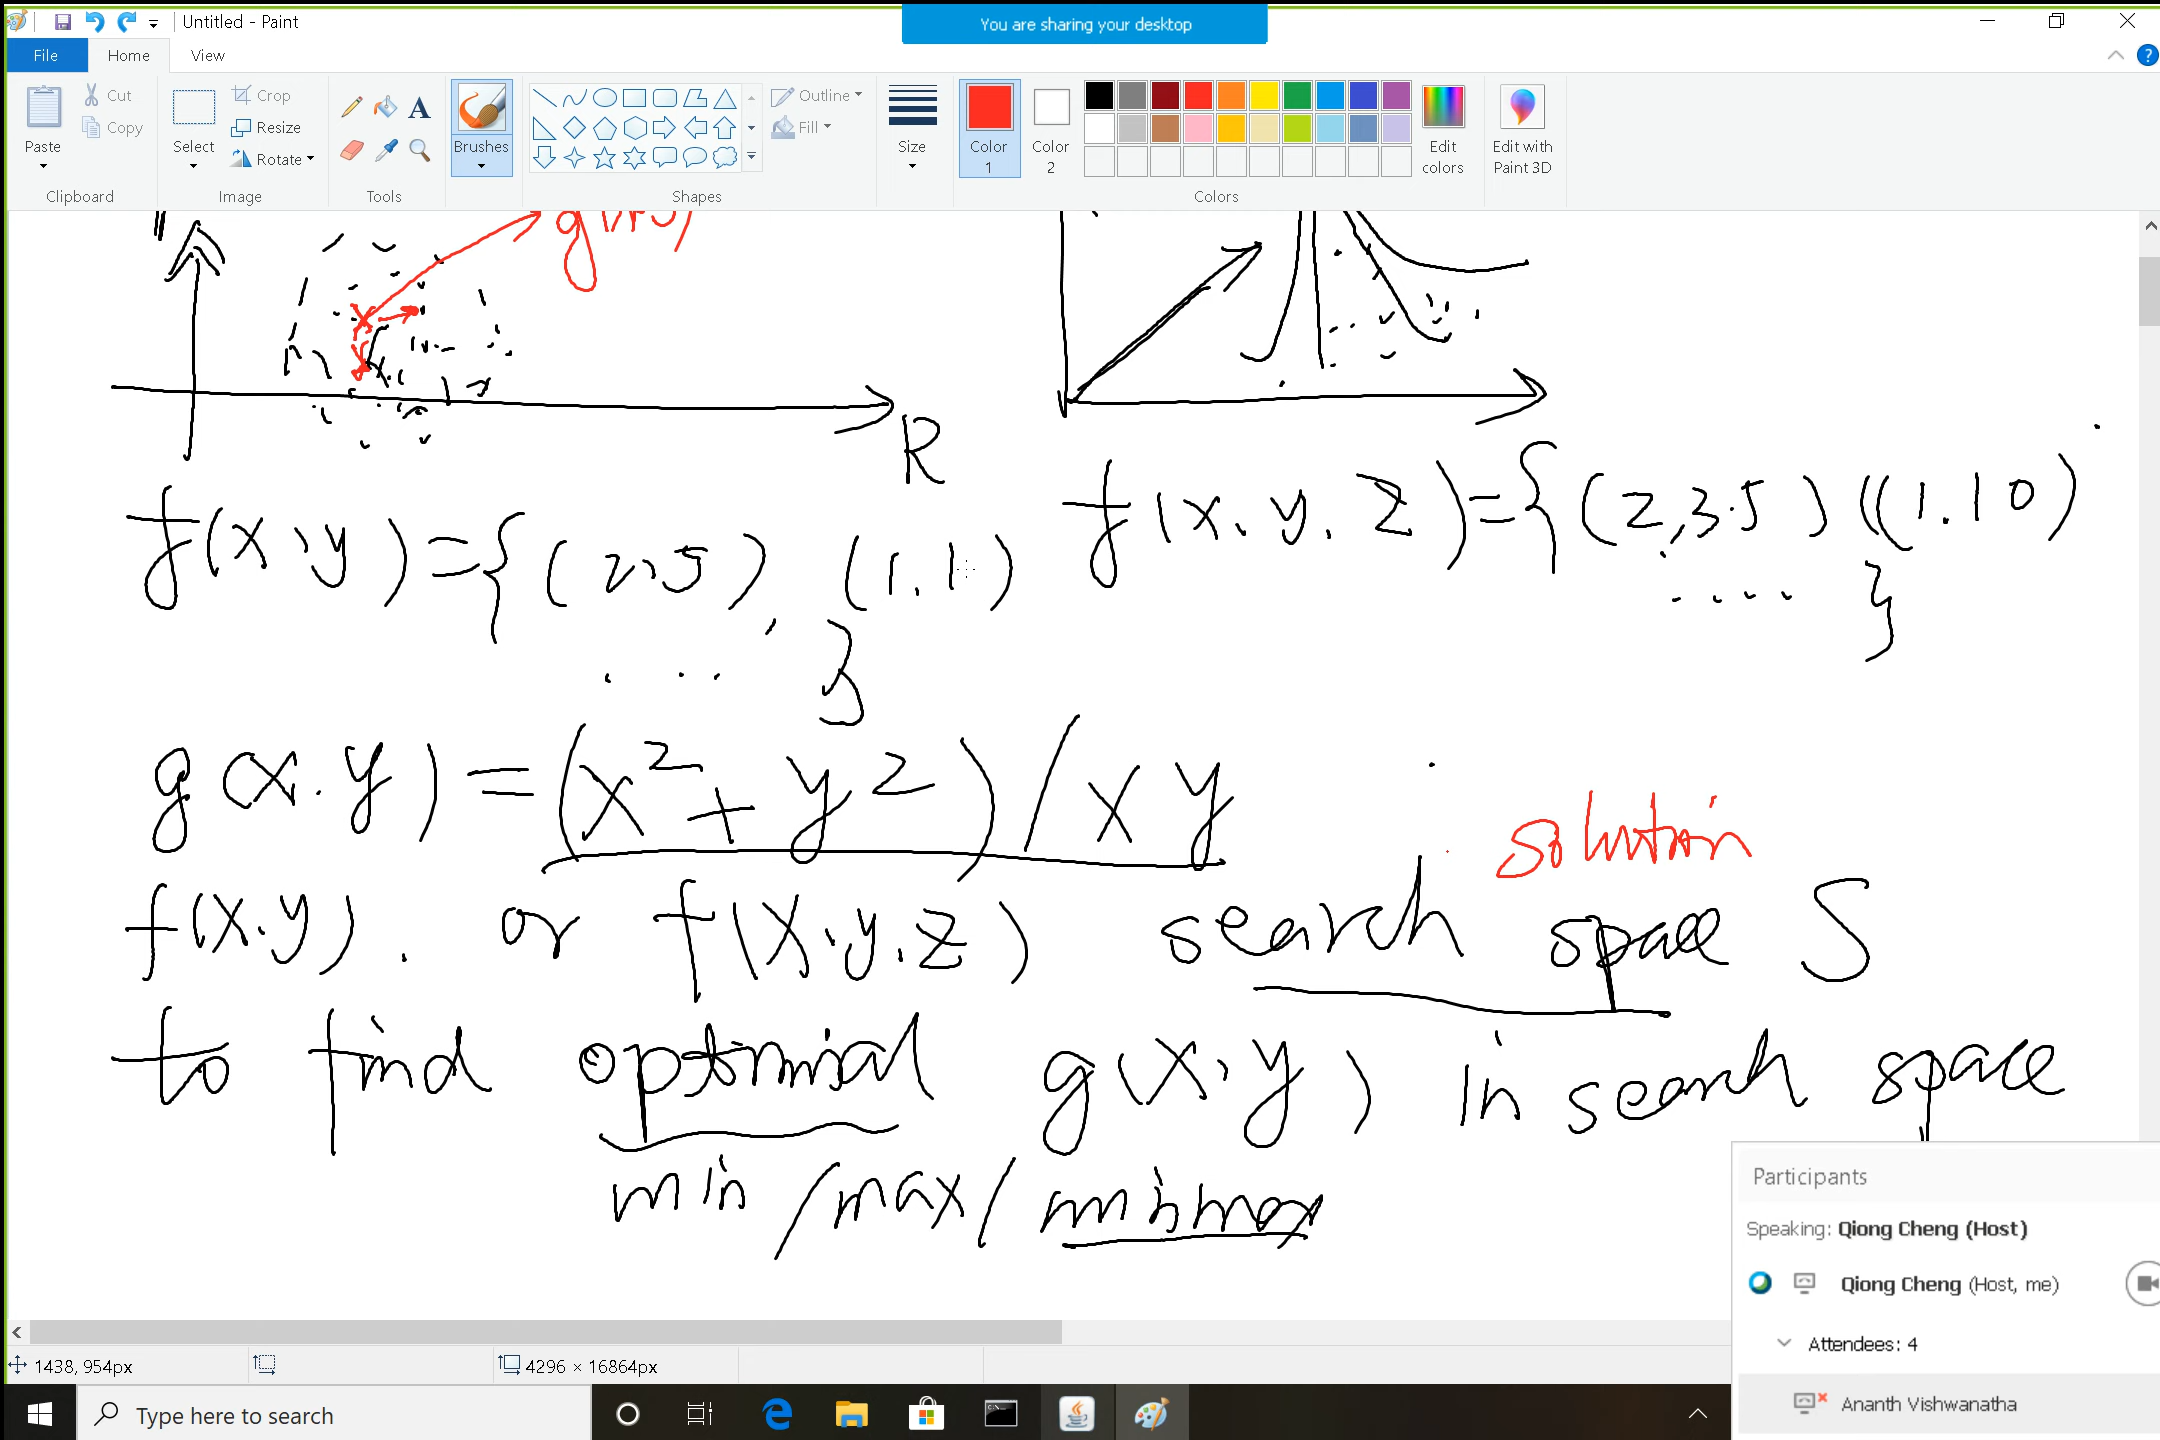 Untitled - Paint
You are sharing your desktop
File
Home
View
Paste
Cut
Copy
Clipboard
Select
Crop
Resize
Rotate
Image
A
Tools
Brushes
Outline
Fill
Shapes
Size
Color 1
Color 2
Edit colors
Edit with Paint 3D
Colors
R
f(x,y)={(2,5),(1,1)
....}
f(x,y,z)={(2,3.5)((1.10)
....}
g(x.y)=(x²+y²)/xy
solution
f(x.y). or f(x.y.z) search space S
to find optimial g(x,y) in search space
min/max/minmax
Participants
Speaking: Qiong Cheng (Host)
Qiong Cheng (Host, me)
Attendees: 4
Ananth Vishwanatha
1438, 954px
4296 × 16864px
Type here to search